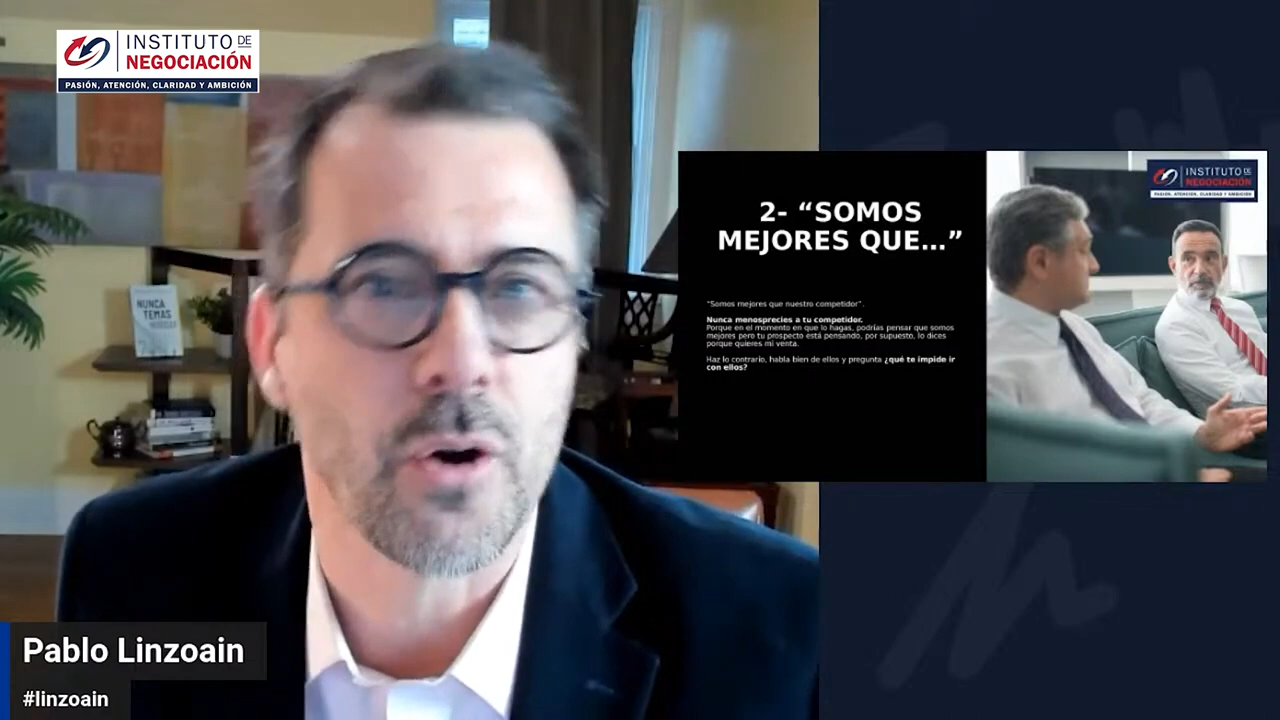 INSTITUTO DE
NEGOCIACIÓN
PASIÓN, ATENCIÓN, CLARIDAD Y AMBICIÓN
NUNCA
TEMAS
2- “SOMOS
MEJORES QUE...”
“Somos mejores que nuestro competidor”.
Nunca menosprecies a tu competidor.
Porque en el momento en que lo hagas, podrías pensar que somos
mejores pero tu prospecto está pensando, por supuesto, lo dices
porque quieres mi venta.
Haz lo contrario, habla bien de ellos y pregunta ¿qué te impide ir
con ellos?
INSTITUTO DE
NEGOCIACIÓN
PASIÓN, ATENCIÓN, CLARIDAD Y AMBICIÓN
Pablo Linzoain
#linzoain